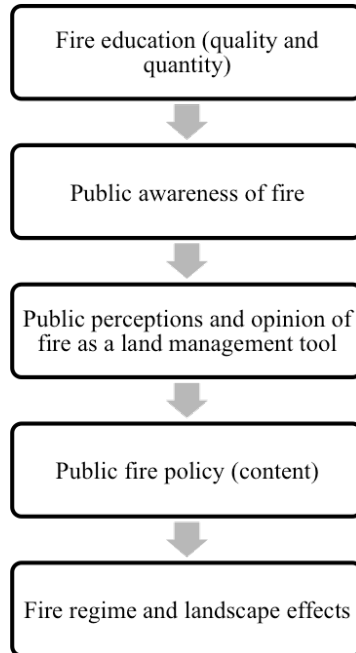 Fire education (quality and
quantity)
Public awareness of fire
Public perceptions and opinion of
fire as a land management tool
Public fire policy (content)
Fire regime and landscape effects